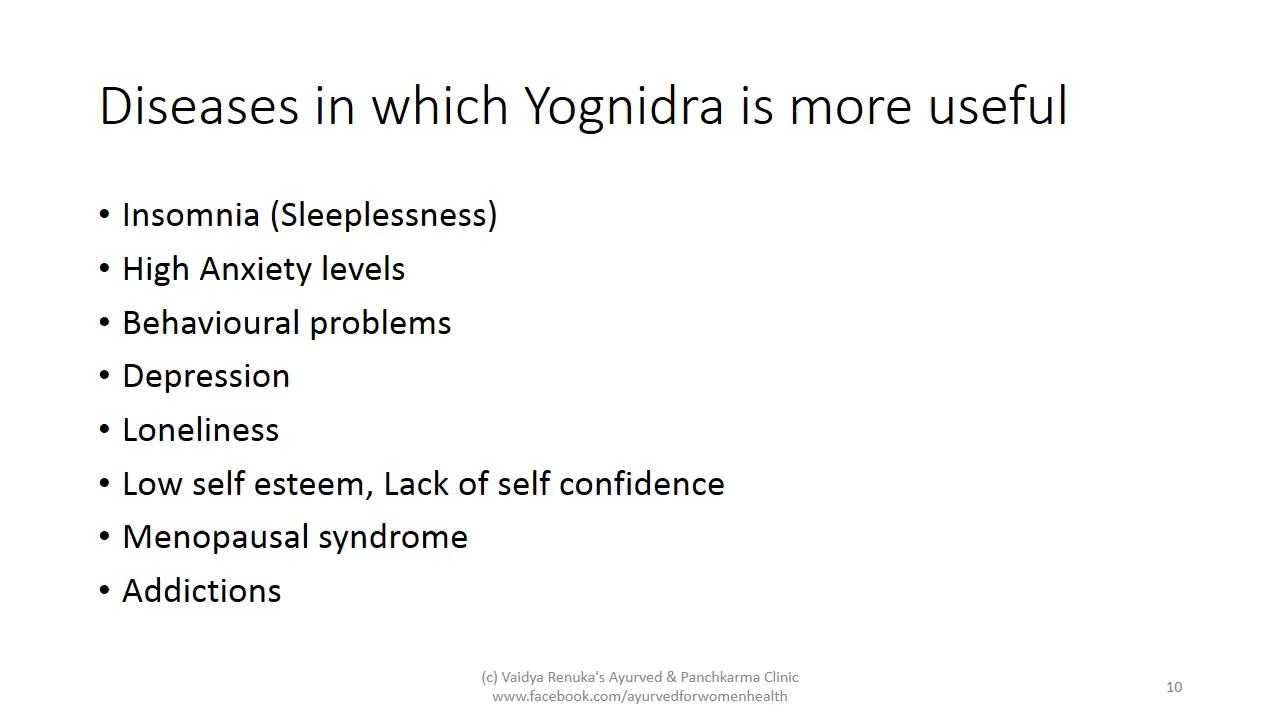 Diseases in which Yognidra is more useful
• Insomnia (Sleeplessness)
• High Anxiety levels
• Behavioural problems
• Depression
• Loneliness
• Low self esteem, Lack of self confidence
• Menopausal syndrome
• Addictions
(c) Vaidya Renuka's Ayurved & Panchkarma Clinic
www.facebook.com/ayurvedforwomenhealth
10